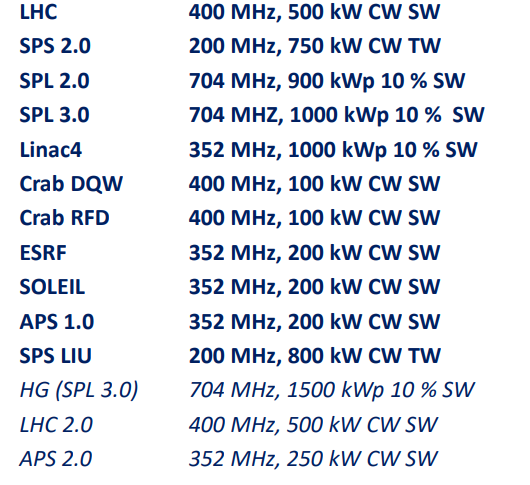 LHC 400 MHz, 500 kW CW SW
SPS 2.0 200 MHz, 750 kW CW TW
SPL 2.0 704 MHz, 900 kWp 10 % SW
SPL 3.0 704 MHZ, 1000 kWp 10 % SW
Linac4 352 MHz, 1000 kWp 10 % SW
Crab DQW 400 MHz, 100 kW CW SW
Crab RFD 400 MHz, 100 kW CW SW
ESRF 352 MHz, 200 kW CW SW
SOLEIL 352 MHz, 200 kW CW SW
APS 1.0 352 MHz, 200 kW CW SW
SPS LIU 200 MHz, 800 kW CW TW
HG (SPL 3.0) 704 MHz, 1500 kWp 10 % SW
LHC 2.0 400 MHz, 500 kW CW SW
APS 2.0 352 MHz, 250 kW CW SW